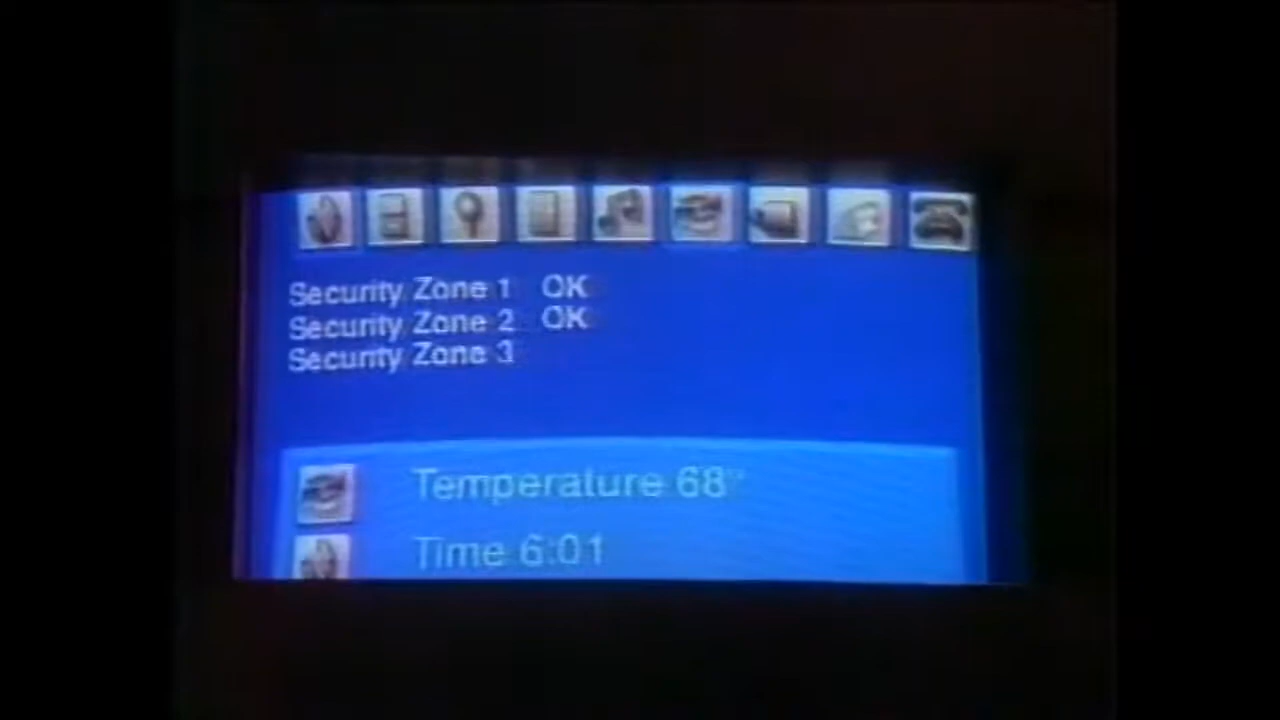 Security Zone 1 OK
Security Zone 2 OK
Security Zone 3
Temperature 68°
Time 6:01